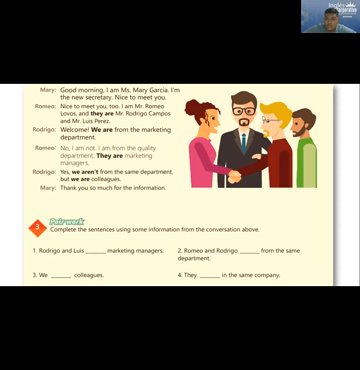 Inglés
Corporativo
Mary: Good morning, I am Ms. Mary Garcia. I'm
the new secretary. Nice to meet you.
Romeo: Nice to meet you, too. I am Mr. Romeo
Lovos, and they are Mr. Rodrigo Campos
and Mr. Luis Perez.
Rodrigo: Welcome! We are from the marketing
department.
Romeo: No, I am not. I am from the quality
department. They are marketing
managers.
Rodrigo: Yes, we aren't from the same department,
but we are colleagues.
Mary: Thank you so much for the information.
Pair work
3 Complete the sentences using some information from the conversation above.
1. Rodrigo and Luis _______ marketing managers.
2. Romeo and Rodrigo _______ from the same
department.
3. We _______ colleagues.
4. They _______ in the same company.